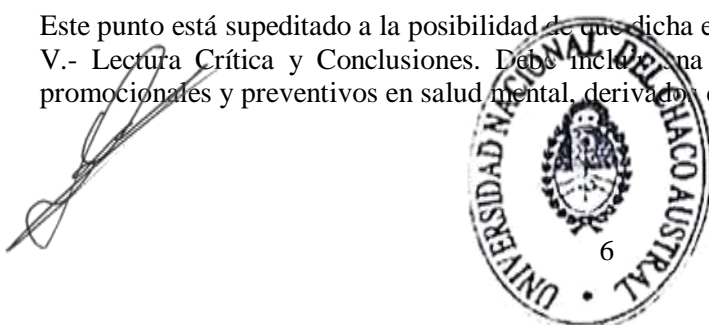 Este punto está supeditado a la posibilidad de que dicha e
V.- Lectura Crítica y Conclusiones. Debe incluir una
promocionales y preventivos en salud mental, derivados
UNIVERSIDAD NACIONAL DEL CHACO AUSTRAL
6